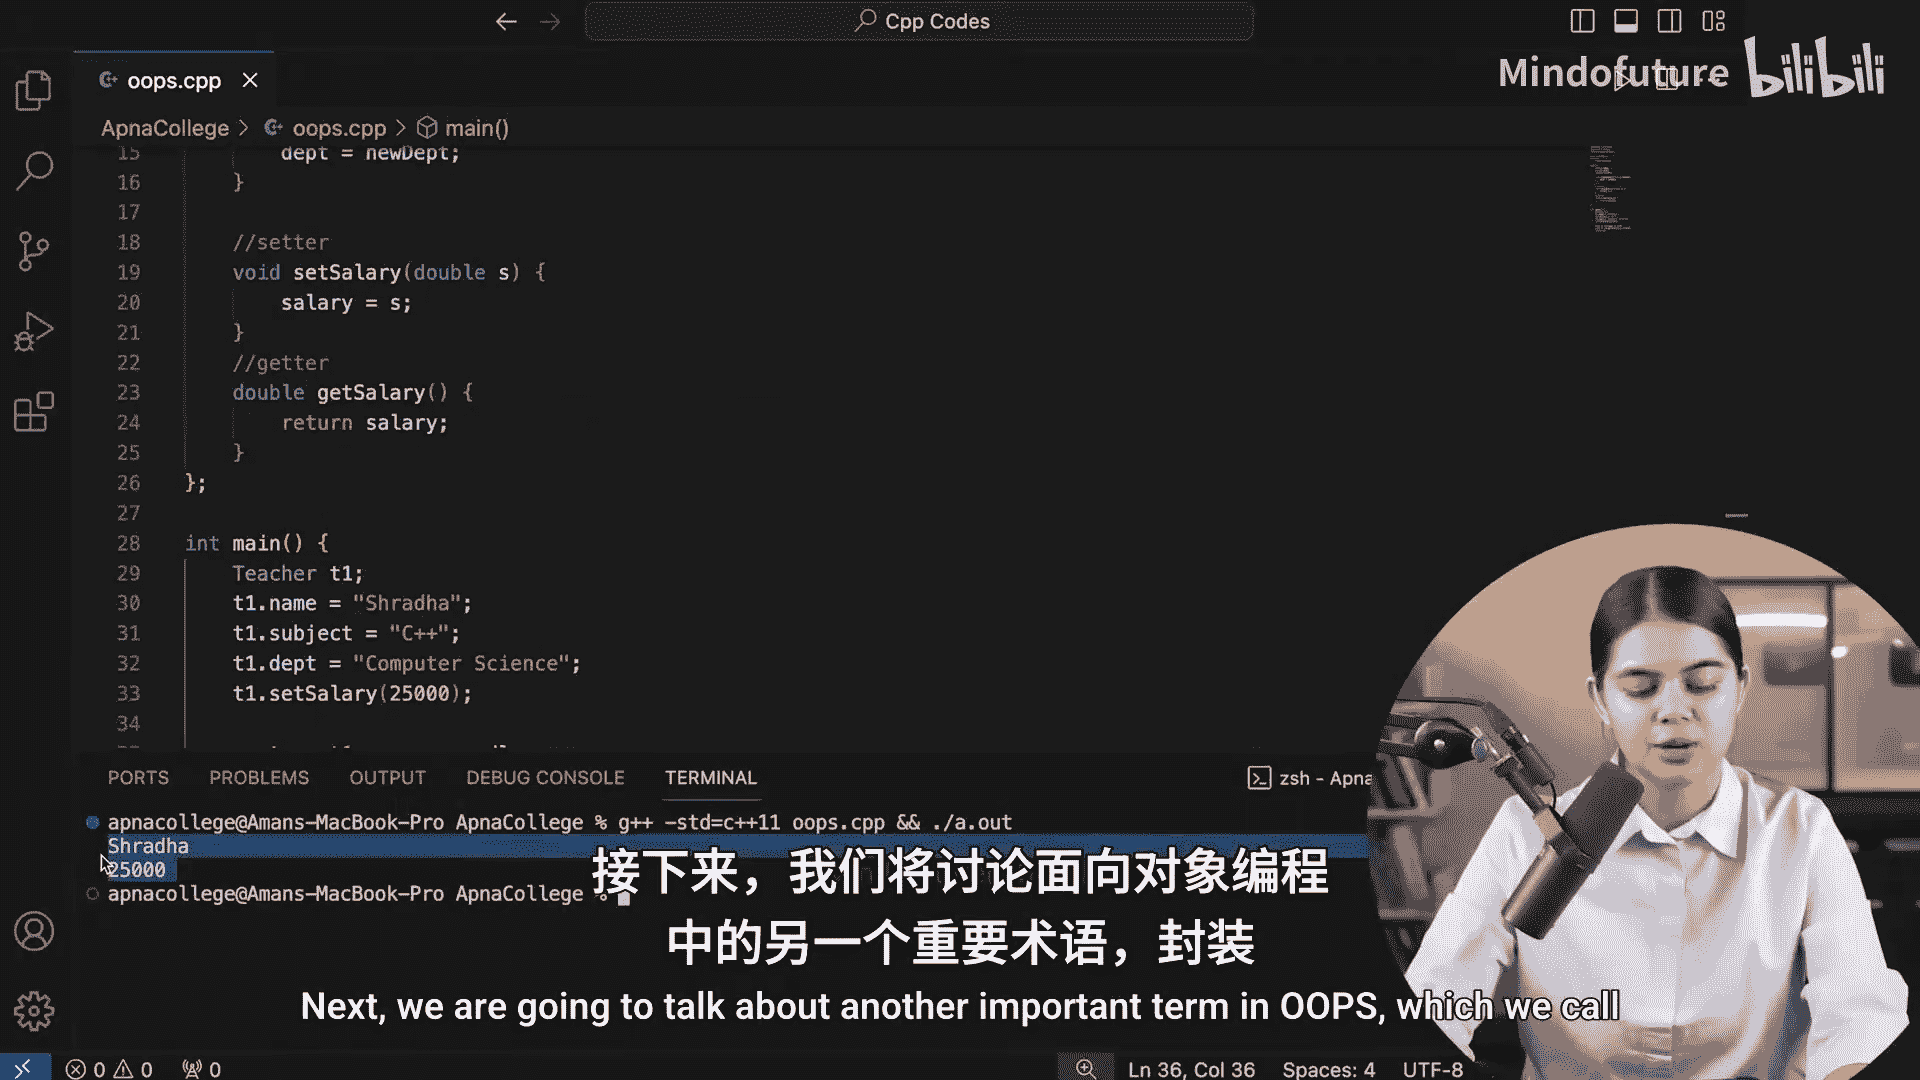 Cpp Codes
Mindofuture bilibili
oops.cpp
ApnaCollege > oops.cpp > main()
15 dept = newDept;
16 }
17
18 //setter
19 void setSalary(double s) {
20 salary = s;
21 }
22 //getter
23 double getSalary() {
24 return salary;
25 }
26 };
27
28 int main() {
29 Teacher t1;
30 t1.name = "Shradha";
31 t1.subject = "C++";
32 t1.dept = "Computer Science";
33 t1.setSalary(25000);
34
PORTS PROBLEMS OUTPUT DEBUG CONSOLE TERMINAL zsh - Apna
apnacollege@Amans-MacBook-Pro ApnaCollege % g++ -std=c++11 oops.cpp && ./a.out
Shradha
25000
apnacollege@Amans-MacBook-Pro ApnaCollege %
接下来，我们将讨论面向对象编程
中的另一个重要术语，封装
Next, we are going to talk about another important term in OOPS, which we call
0 0 0 Ln 36, Col 36 Spaces: 4 UTF-8